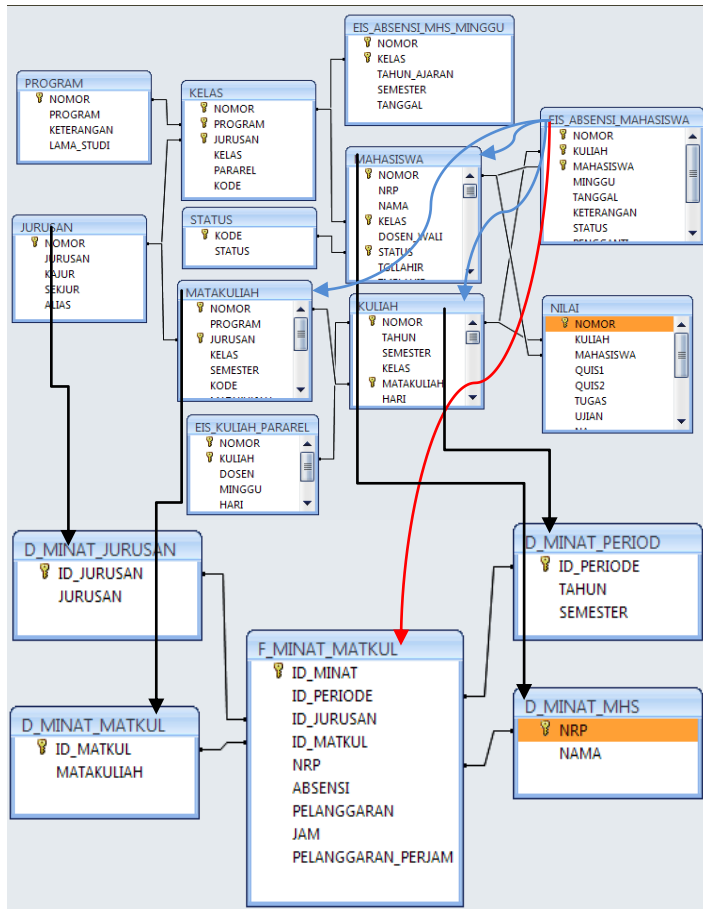 EIS_ABSENSI_MHS_MINGGU
NOMOR
KELAS
TAHUN_AJARAN
SEMESTER
TANGGAL
PROGRAM
NOMOR
PROGRAM
KETERANGAN
LAMA_STUDI
KELAS
NOMOR
PROGRAM
JURUSAN
KELAS
PARAREL
KODE
EIS_ABSENSI_MAHASISWA
NOMOR
KULIAH
MAHASISWA
MINGGU
TANGGAL
KETERANGAN
STATUS
PENGGANTI
MAHASISWA
NOMOR
NRP
NAMA
KELAS
DOSEN_WALI
STATUS
TGLLAHIR
STATUS
KODE
STATUS
JURUSAN
NOMOR
JURUSAN
KAJUR
SEKJUR
ALIAS
MATAKULIAH
NOMOR
PROGRAM
JURUSAN
KELAS
SEMESTER
KODE
KULIAH
NOMOR
TAHUN
SEMESTER
KELAS
MATAKULIAH
HARI
NILAI
NOMOR
KULIAH
MAHASISWA
QUIS1
QUIS2
TUGAS
UJIAN
EIS_KULIAH_PARAREL
NOMOR
KULIAH
DOSEN
MINGGU
HARI
D_MINAT_JURUSAN
ID_JURUSAN
JURUSAN
D_MINAT_PERIOD
ID_PERIODE
TAHUN
SEMESTER
F_MINAT_MATKUL
ID_MINAT
ID_PERIODE
ID_JURUSAN
ID_MATKUL
NRP
ABSENSI
PELANGGARAN
JAM
PELANGGARAN_PERJAM
D_MINAT_MATKUL
ID_MATKUL
MATAKULIAH
D_MINAT_MHS
NRP
NAMA